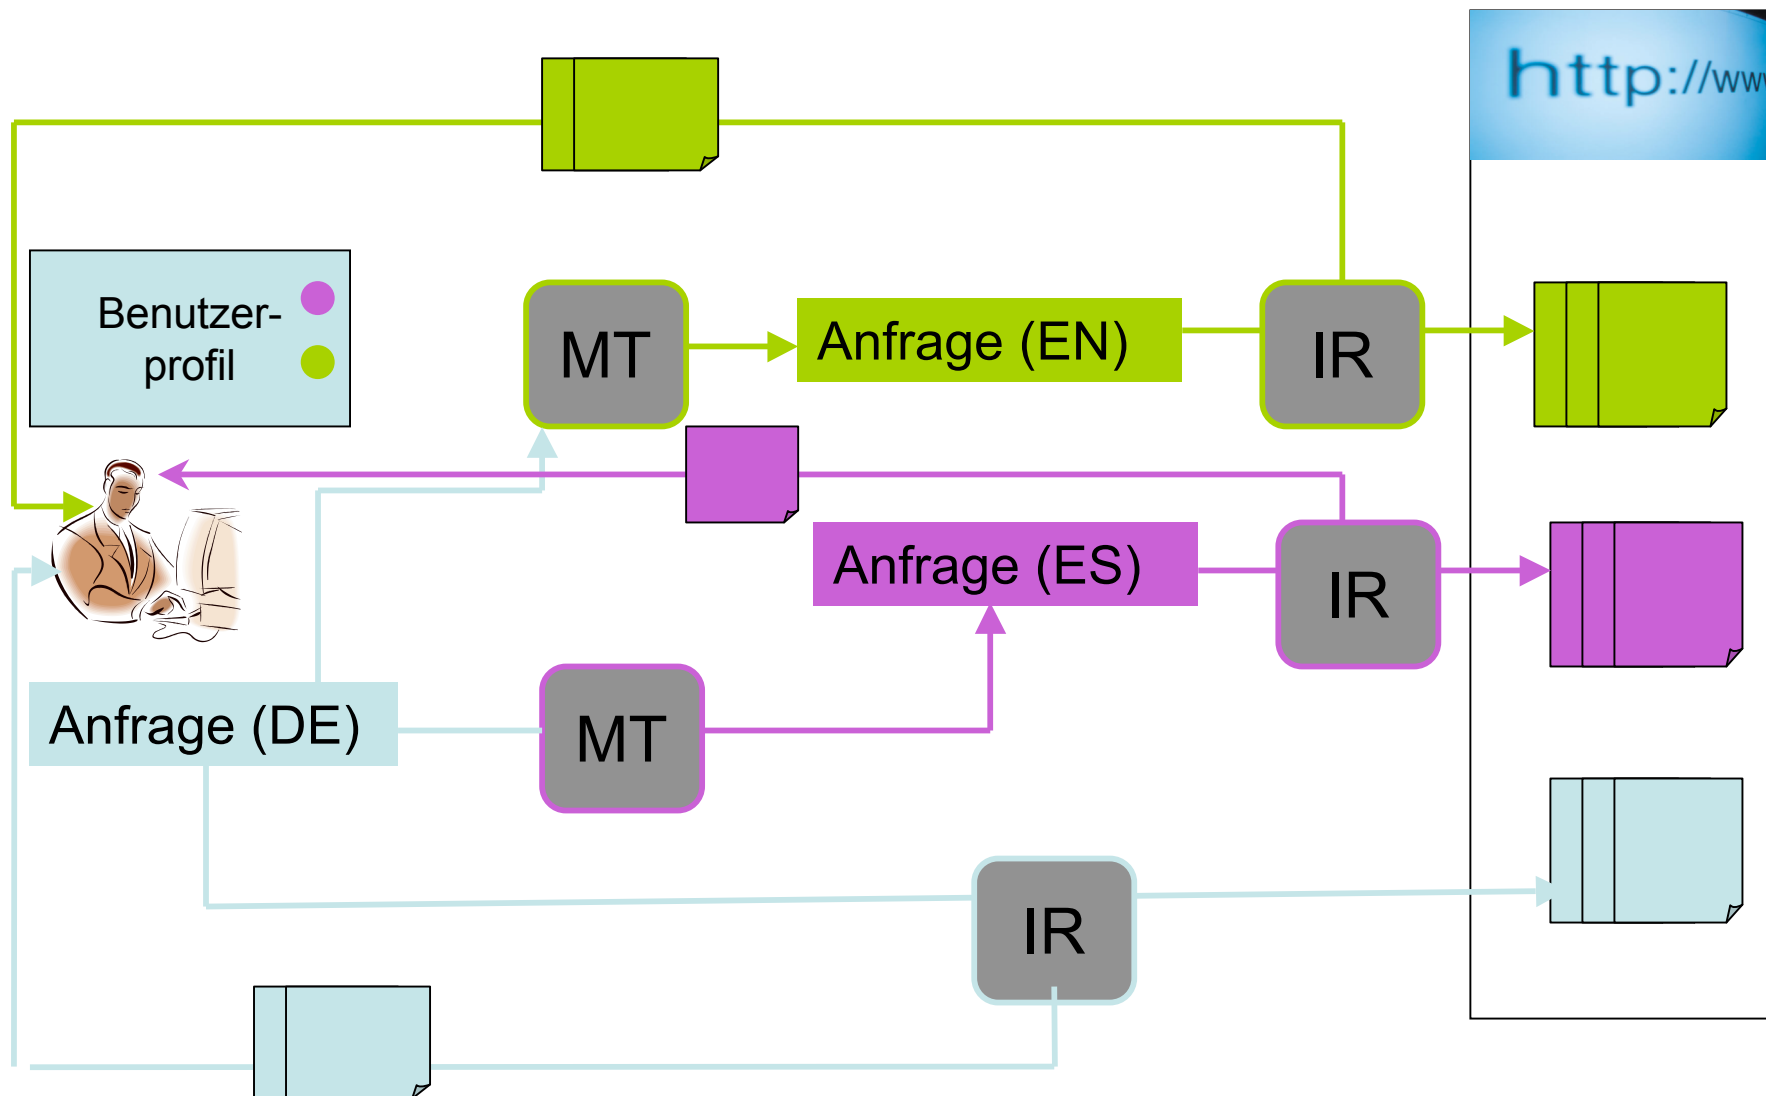 http://www
Benutzer-
profil
MT
Anfrage (EN)
IR
Anfrage (ES)
IR
Anfrage (DE)
MT
IR